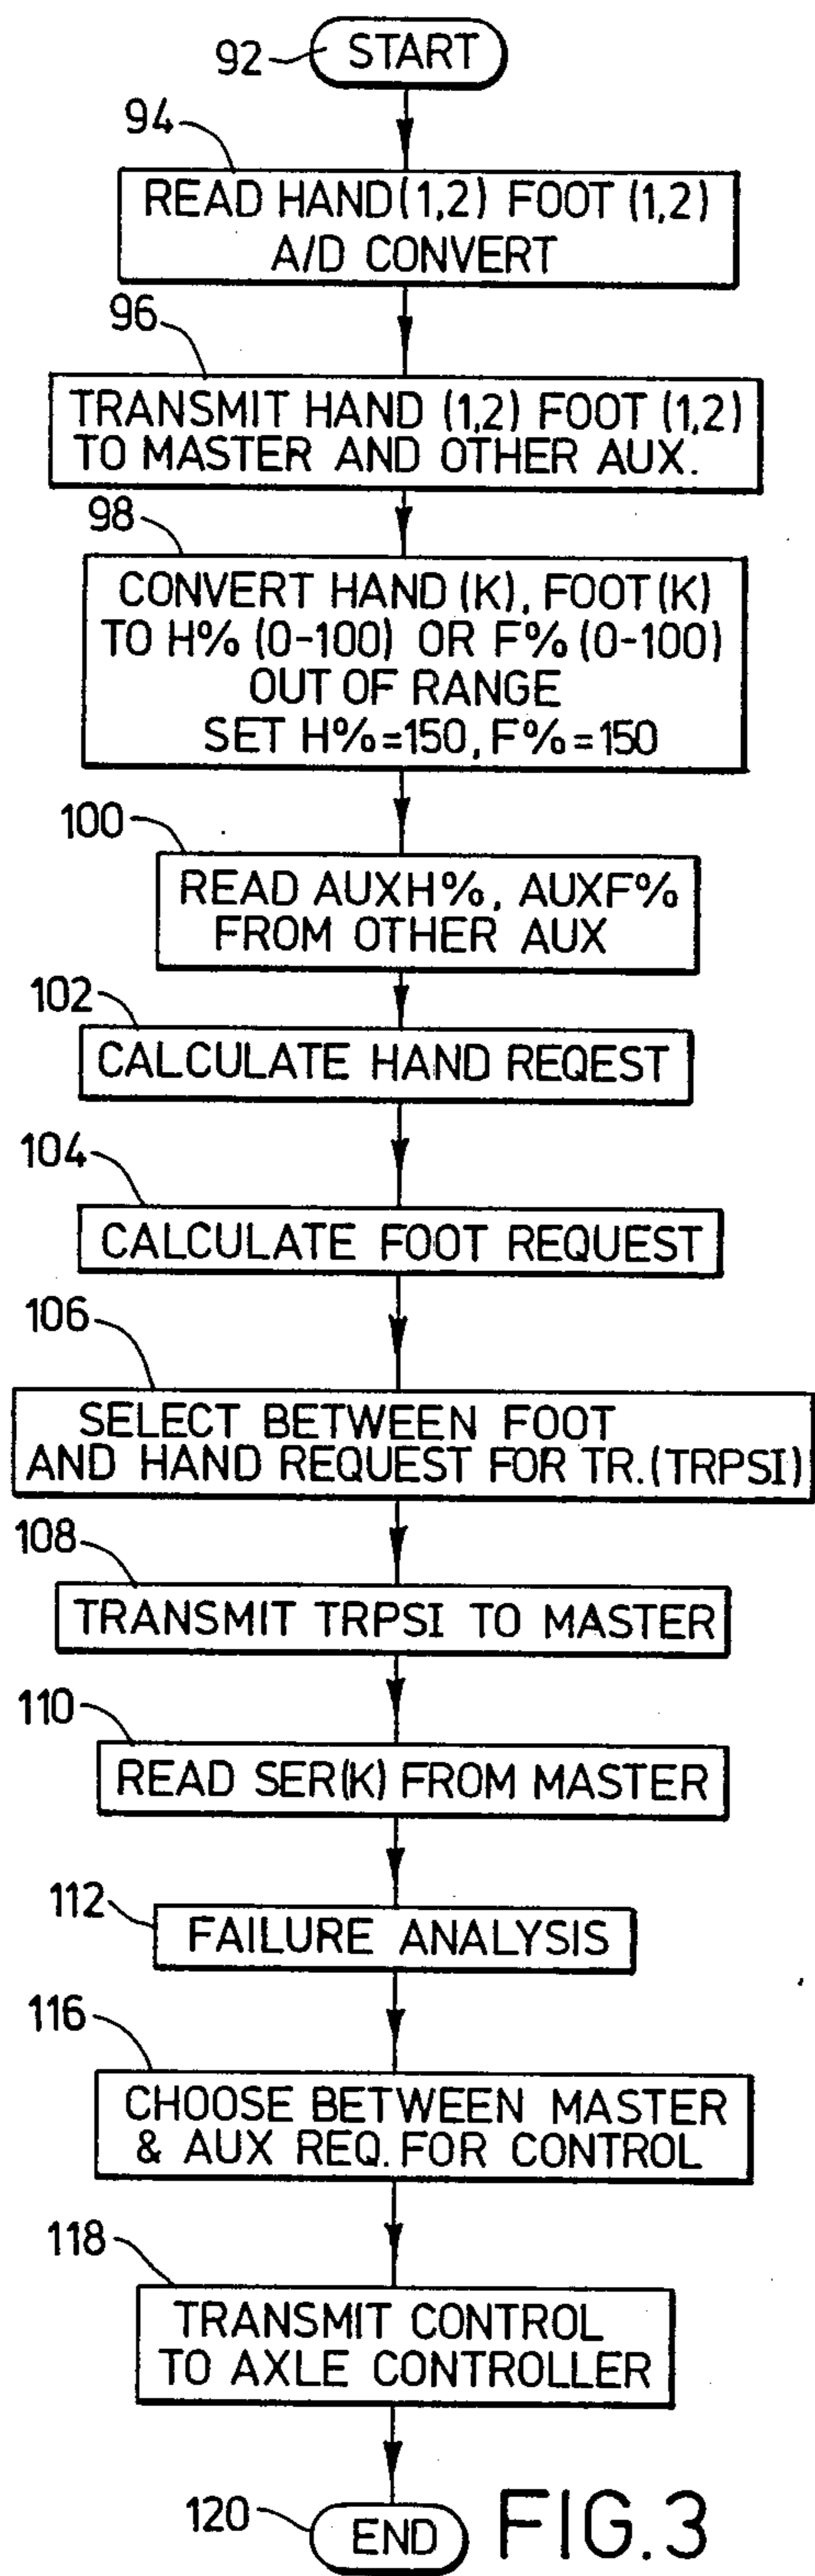 92
START
94
READ HAND(1,2) FOOT (1,2)
A/D CONVERT
96
TRANSMIT HAND (1,2) FOOT (1,2)
TO MASTER AND OTHER AUX.
98
CONVERT HAND (K), FOOT(K)
TO H% (0-100) OR F% (0-100)
OUT OF RANGE
SET H%=150, F%=150
100
READ AUXH%, AUXF%
FROM OTHER AUX
102
CALCULATE HAND REQEST
104
CALCULATE FOOT REQUEST
106
SELECT BETWEEN FOOT
AND HAND REQUEST FOR TR.(TRPSI)
108
TRANSMIT TRPSI TO MASTER
110
READ SER(K) FROM MASTER
112
FAILURE ANALYSIS
116
CHOOSE BETWEEN MASTER
& AUX REQ. FOR CONTROL
118
TRANSMIT CONTROL
TO AXLE CONTROLLER
120
END
FIG.3